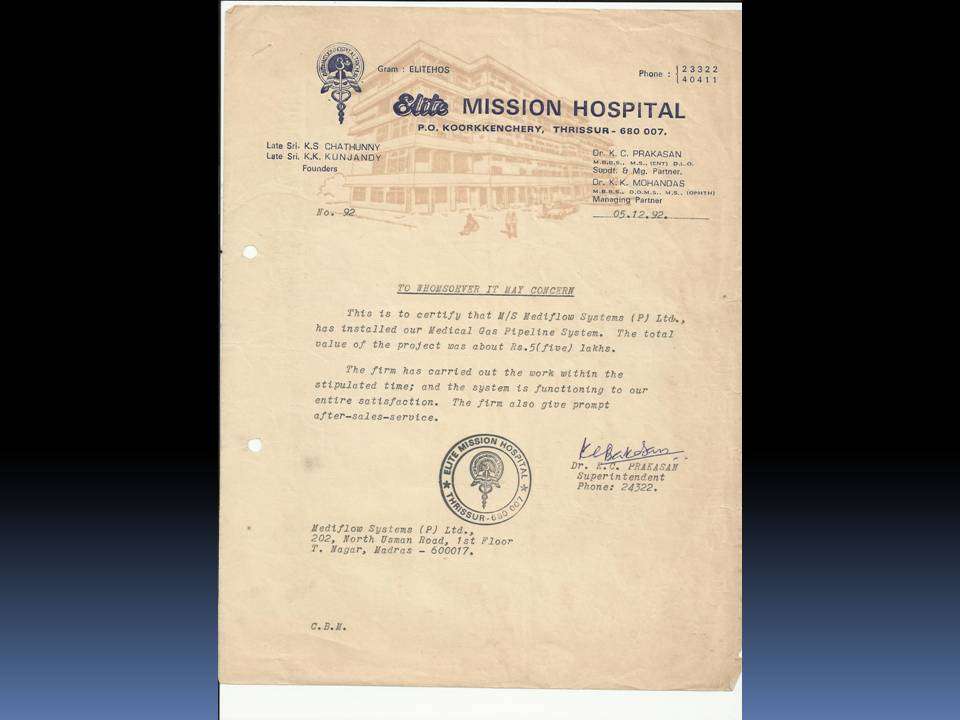 Gram : ELITEHOS
Phone : 23322
40411
Elite MISSION HOSPITAL
P.O. KOORKKENCHERY, THRISSUR - 680 007.
Late Sri. K.S CHATHUNNY
Late Sri. K.K. KUNJANDY
Founders
Dr. K. C. PRAKASAN
M.B.B.S., M.S., (ENT) D.L.O.
Supdt. & Mg. Partner.
Dr. K. K. MOHANDAS
M.B.B.S., D.O.M.S., M.S., (OPHTH)
Managing Partner
No. 92
05.12.92.
TO WHOMSOEVER IT MAY CONCERN
This is to certify that M/S Mediflow Systems (P) Ltd.,
has installed our Medical Gas Pipeline System. The total
value of the project was about Rs.5(five) lakhs.
The firm has carried out the work within the
stipulated time; and the system is functioning to our
entire satisfaction. The firm also give prompt
after-sales-service.
ELITE MISSION HOSPITAL
THRISSUR-680 007
Dr. K.C. PRAKASAN
Superintendent
Phone: 24322.
Mediflow Systems (P) Ltd.,
202, North Usman Road, 1st Floor
T. Nagar, Madras - 600017.
C.B.M.